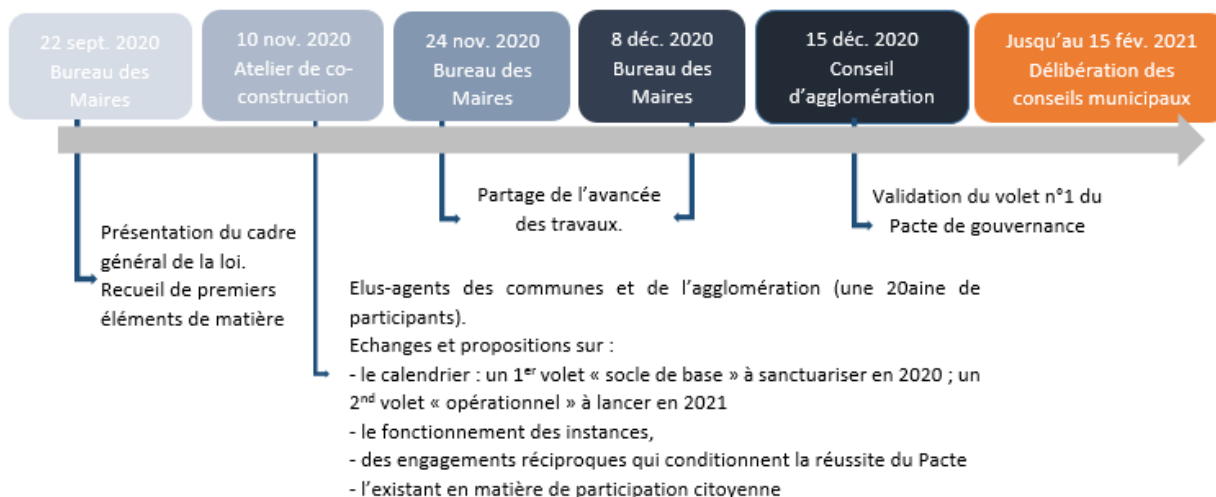 22 sept. 2020
Bureau des
Maires
10 nov. 2020
Atelier de co-
construction
24 nov. 2020
Bureau des
Maires
8 déc. 2020
Bureau des
Maires
15 déc. 2020
Conseil
d’agglomération
Jusqu’au 15 fév. 2021
Délibération des
conseils municipaux
Présentation du cadre
général de la loi.
Recueil de premiers
éléments de matière
Partage de l’avancée
des travaux.
Validation du volet n°1 du
Pacte de gouvernance
Elus-agents des communes et de l’agglomération (une 20aine de
participants).
Echanges et propositions sur :
- le calendrier : un 1er volet « socle de base » à sanctuariser en 2020 ; un
2nd volet « opérationnel » à lancer en 2021
- le fonctionnement des instances,
- des engagements réciproques qui conditionnent la réussite du Pacte
- l’existant en matière de participation citoyenne